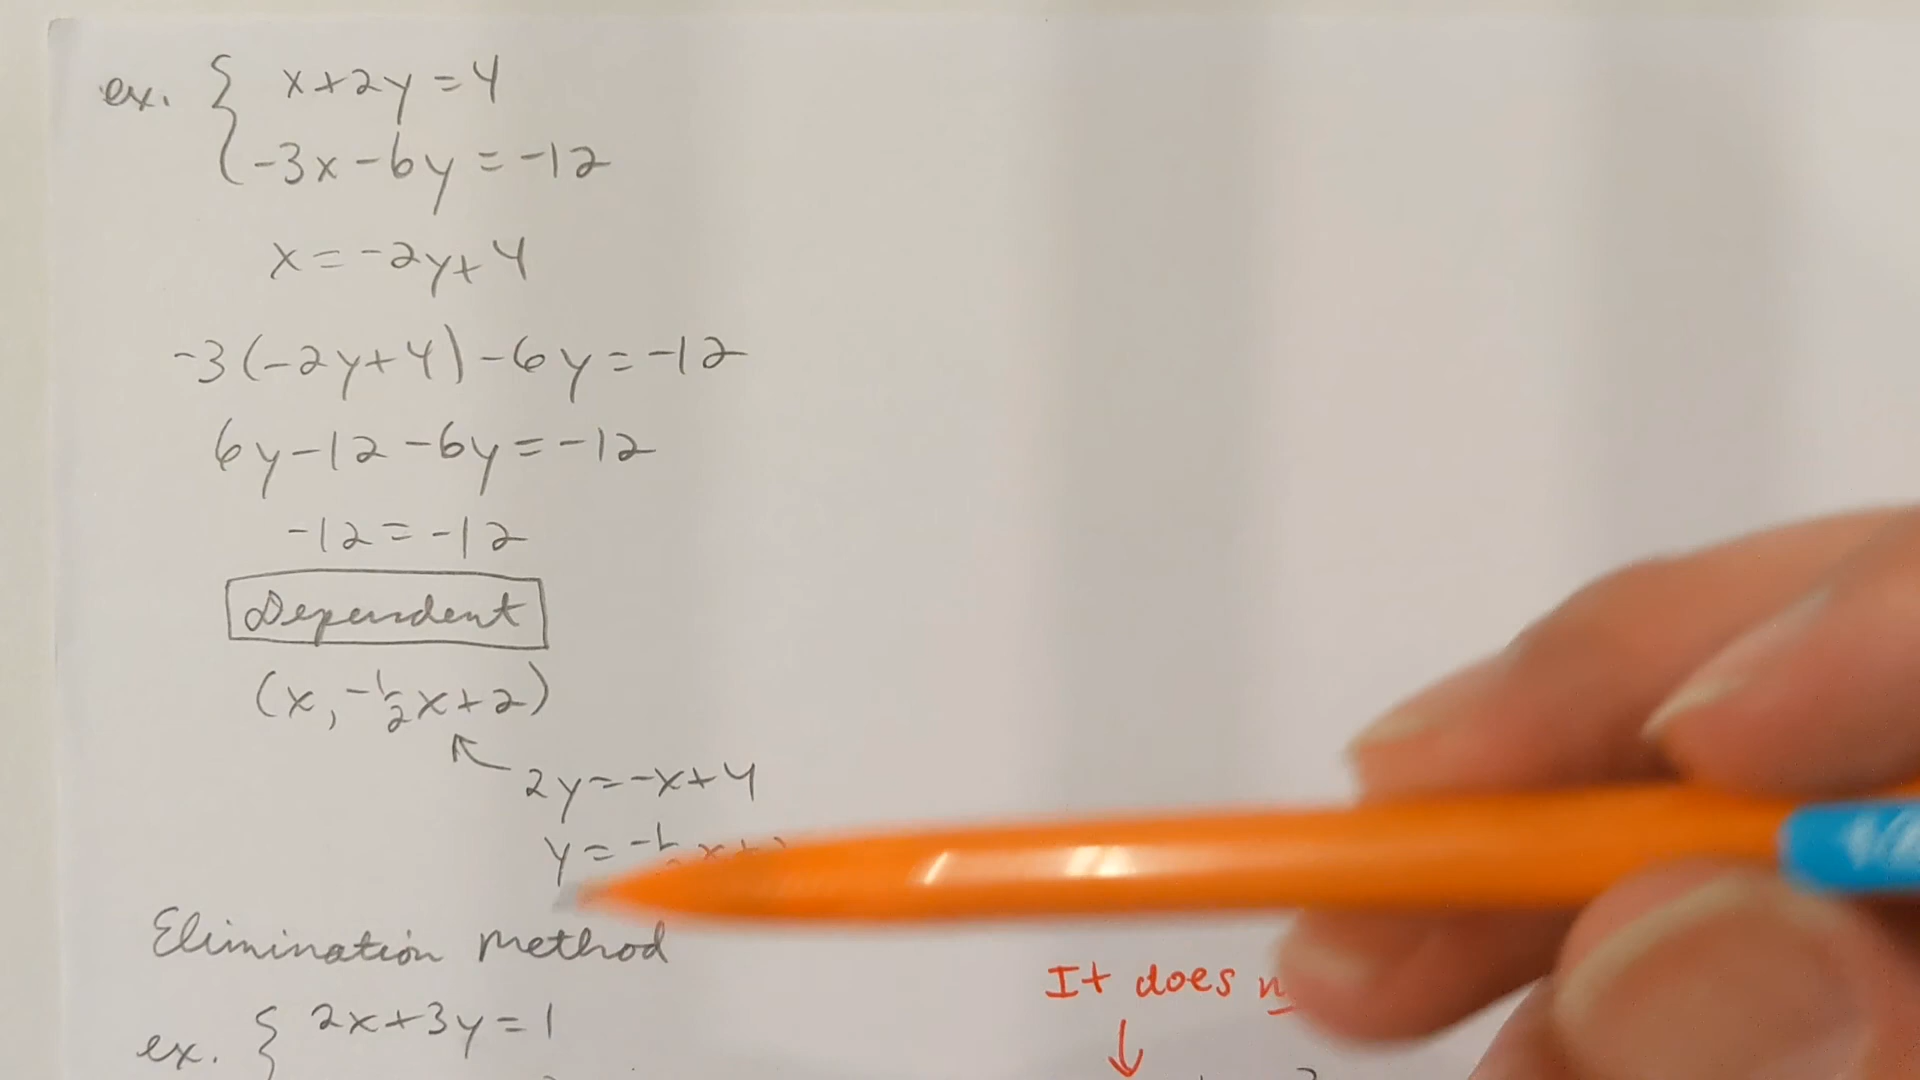 ex. { x+2y=4
-3x-6y=-12
x=-2y+4
-3(-2y+4)-6y=-12
6y-12-6y=-12
-12=-12
Dependent
(x, -1/2x+2)
2y=-x+4
y=
Elimination Method
It does
ex. { 2x+3y=1